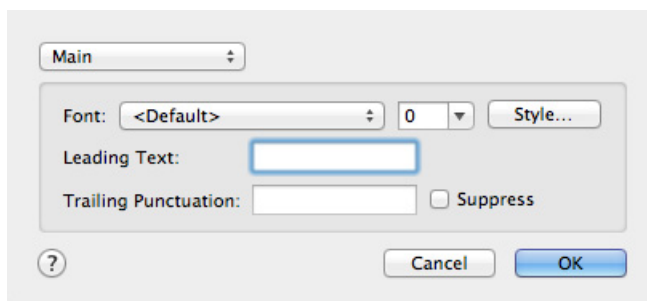 Main
Font: <Default> 0 Style...
Leading Text:
Trailing Punctuation: Suppress
? Cancel OK